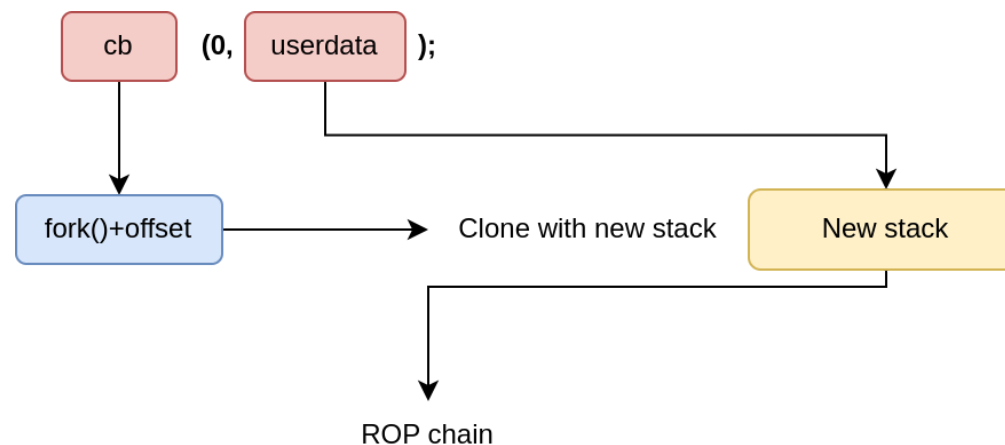 cb (0, userdata );
fork()+offset Clone with new stack New stack
ROP chain